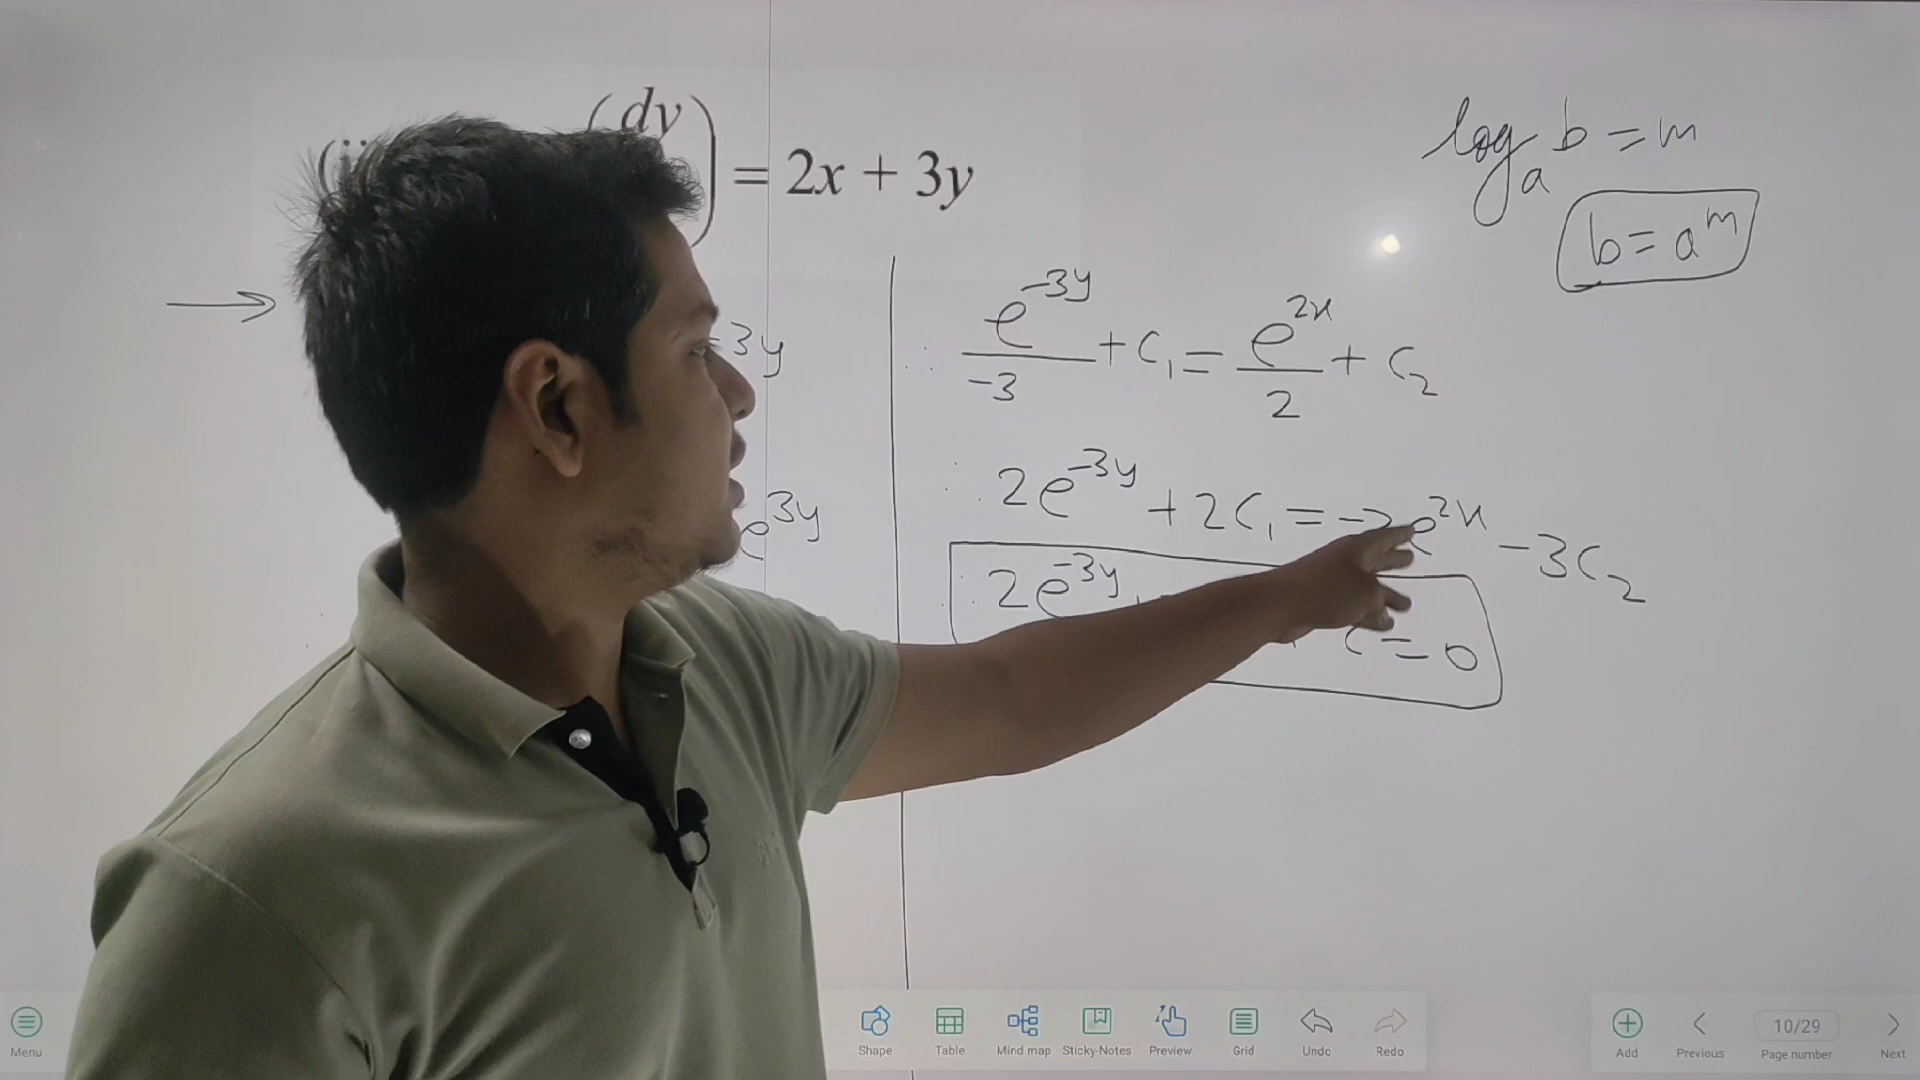 (dy) = 2x + 3y
log_a b = m
b = a^m
-3y
e^3y
e^-3y / -3 + C₁ = e^2x / 2 + C₂
∴ 2e^-3y + 2C₁ = -3e^2x - 3C₂
2e^-3y + C = 0
Menu
Shape
Table
Mind map
Sticky-Notes
Preview
Grid
Undo
Redo
Add
Previous
10/29
Page number
Next